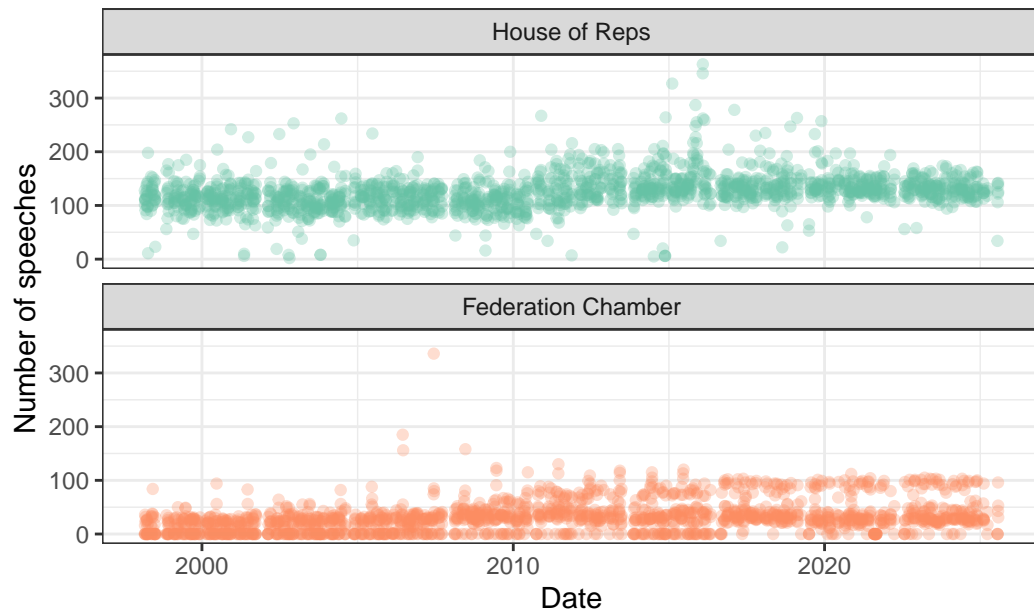 House of Reps
300
200
100
0
Number of speeches
Federation Chamber
300
200
100
0
2000 2010 2020
Date